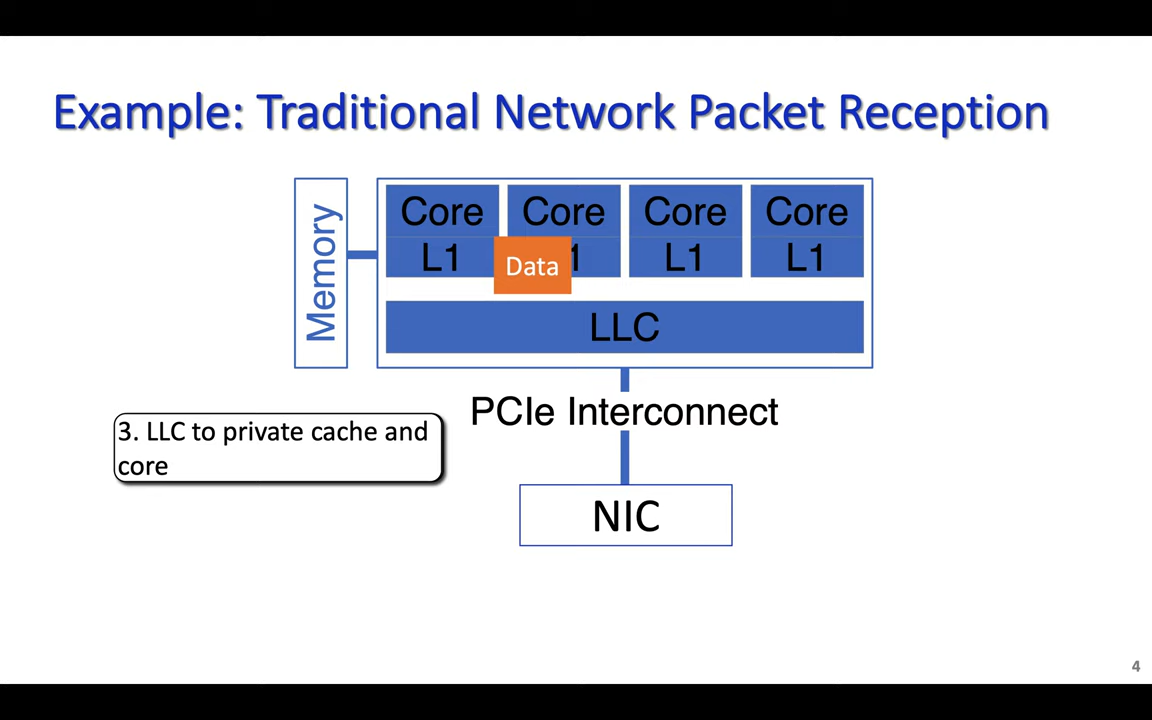 Example: Traditional Network Packet Reception
Memory
Core Core Core Core
L1 1 L1 L1
Data
LLC
PCIe Interconnect
3. LLC to private cache and
core
NIC
4